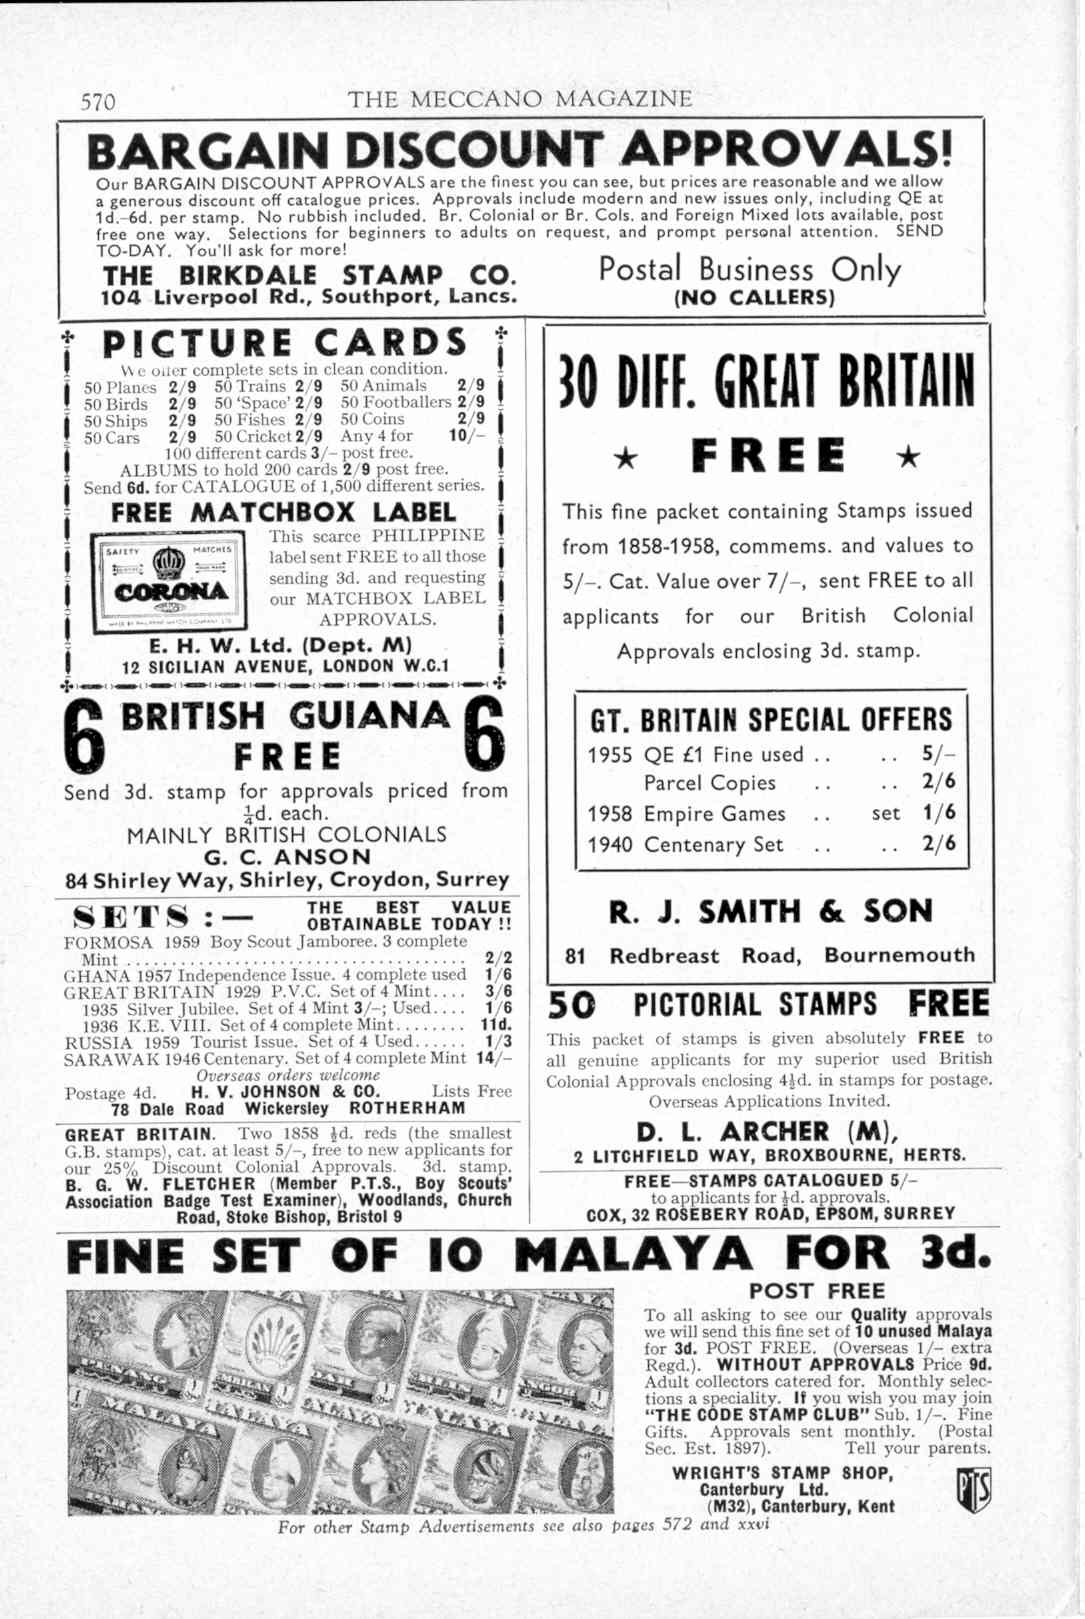 570
THE MECCANO MAGAZINE
BARGAIN DISCOUNT APPROVALS!
Our BARGAIN DISCOUNT APPROVALS are the finest you can see, but prices are reasonable and we allow
a generous discount off catalogue prices. Approvals include modern and new issues only, including QE at
1d.-6d. per stamp. No rubbish included. Br. Colonial or Br. Cols. and Foreign Mixed lots available, post
free one way. Selections for beginners to adults on request, and prompt personal attention. SEND
TO-DAY. You'll ask for more!
THE BIRKDALE STAMP CO.
104 Liverpool Rd., Southport, Lancs.
Postal Business Only
(NO CALLERS)
PICTURE CARDS
We offer complete sets in clean condition.
50 Planes 2/9 50 Trains 2/9 50 Animals 2/9
50 Birds 2/9 50 'Space' 2/9 50 Footballers 2/9
50 Ships 2/9 50 Fishes 2/9 50 Coins 2/9
50 Cars 2/9 50 Cricket 2/9 Any 4 for 10/-
100 different cards 3/- post free.
ALBUMS to hold 200 cards 2/9 post free.
Send 6d. for CATALOGUE of 1,500 different series.
FREE MATCHBOX LABEL
SAFETY MATCHES
CORONA
MADE BY PHILIPPINE MATCH COMPANY LTD
This scarce PHILIPPINE
label sent FREE to all those
sending 3d. and requesting
our MATCHBOX LABEL
APPROVALS.
E. H. W. Ltd. (Dept. M)
12 SICILIAN AVENUE, LONDON W.C.1
6 BRITISH GUIANA 6
FREE
Send 3d. stamp for approvals priced from
¼d. each.
MAINLY BRITISH COLONIALS
G. C. ANSON
84 Shirley Way, Shirley, Croydon, Surrey
SETS :— THE BEST VALUE
OBTAINABLE TODAY !!
FORMOSA 1959 Boy Scout Jamboree. 3 complete
Mint .................................... 2/2
GHANA 1957 Independence Issue. 4 complete used 1/6
GREAT BRITAIN 1929 P.V.C. Set of 4 Mint.... 3/6
1935 Silver Jubilee. Set of 4 Mint 3/-; Used.... 1/6
1936 K.E. VIII. Set of 4 complete Mint........ 11d.
RUSSIA 1959 Tourist Issue. Set of 4 Used...... 1/3
SARAWAK 1946 Centenary. Set of 4 complete Mint 14/-
Overseas orders welcome
Postage 4d. H. V. JOHNSON & CO. Lists Free
78 Dale Road Wickersley ROTHERHAM
GREAT BRITAIN. Two 1858 ½d. reds (the smallest
G.B. stamps), cat. at least 5/-, free to new applicants for
our 25% Discount Colonial Approvals. 3d. stamp.
B. G. W. FLETCHER (Member P.T.S., Boy Scouts'
Association Badge Test Examiner), Woodlands, Church
Road, Stoke Bishop, Bristol 9
30 DIFF. GREAT BRITAIN
★ FREE ★
This fine packet containing Stamps issued
from 1858-1958, commems. and values to
5/-. Cat. Value over 7/-, sent FREE to all
applicants for our British Colonial
Approvals enclosing 3d. stamp.
GT. BRITAIN SPECIAL OFFERS
1955 QE £1 Fine used .. .. 5/-
Parcel Copies .. .. 2/6
1958 Empire Games .. set 1/6
1940 Centenary Set .. .. 2/6
R. J. SMITH & SON
81 Redbreast Road, Bournemouth
50 PICTORIAL STAMPS FREE
This packet of stamps is given absolutely FREE to
all genuine applicants for my superior used British
Colonial Approvals enclosing 4½d. in stamps for postage.
Overseas Applications Invited.
D. L. ARCHER (M),
2 LITCHFIELD WAY, BROXBOURNE, HERTS.
FREE—STAMPS CATALOGUED 5/-
to applicants for ½d. approvals.
COX, 32 ROSEBERY ROAD, EPSOM, SURREY
FINE SET OF 10 MALAYA FOR 3d.
POST FREE
To all asking to see our Quality approvals
we will send this fine set of 10 unused Malaya
for 3d. POST FREE. (Overseas 1/- extra
Regd.). WITHOUT APPROVALS Price 9d.
Adult collectors catered for. Monthly selec-
tions a speciality. If you wish you may join
"THE CODE STAMP CLUB" Sub. 1/-. Fine
Gifts. Approvals sent monthly. (Postal
Sec. Est. 1897). Tell your parents.
WRIGHT'S STAMP SHOP,
Canterbury Ltd.
(M32), Canterbury, Kent
PTS
For other Stamp Advertisements see also pages 572 and xxvi